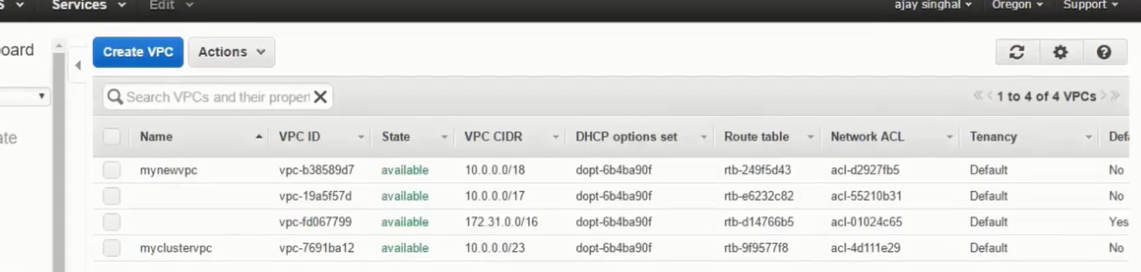 Services Edit ajay singhal Oregon Support
oard Create VPC Actions
Search VPCs and their propert 1 to 4 of 4 VPCs
ate
Name VPC ID State VPC CIDR DHCP options set Route table Network ACL Tenancy Defa
mynewvpc vpc-b38589d7 available 10.0.0.0/18 dopt-6b4ba90f rtb-249f5d43 acl-d2927fb5 Default No
vpc-19a5f57d available 10.0.0.0/17 dopt-6b4ba90f rtb-e6232c82 acl-55210b31 Default No
vpc-fd067799 available 172.31.0.0/16 dopt-6b4ba90f rtb-d14766b5 acl-01024c65 Default Yes
myclustervpc vpc-7691ba12 available 10.0.0.0/23 dopt-6b4ba90f rtb-9f9577f8 acl-4d111e29 Default No